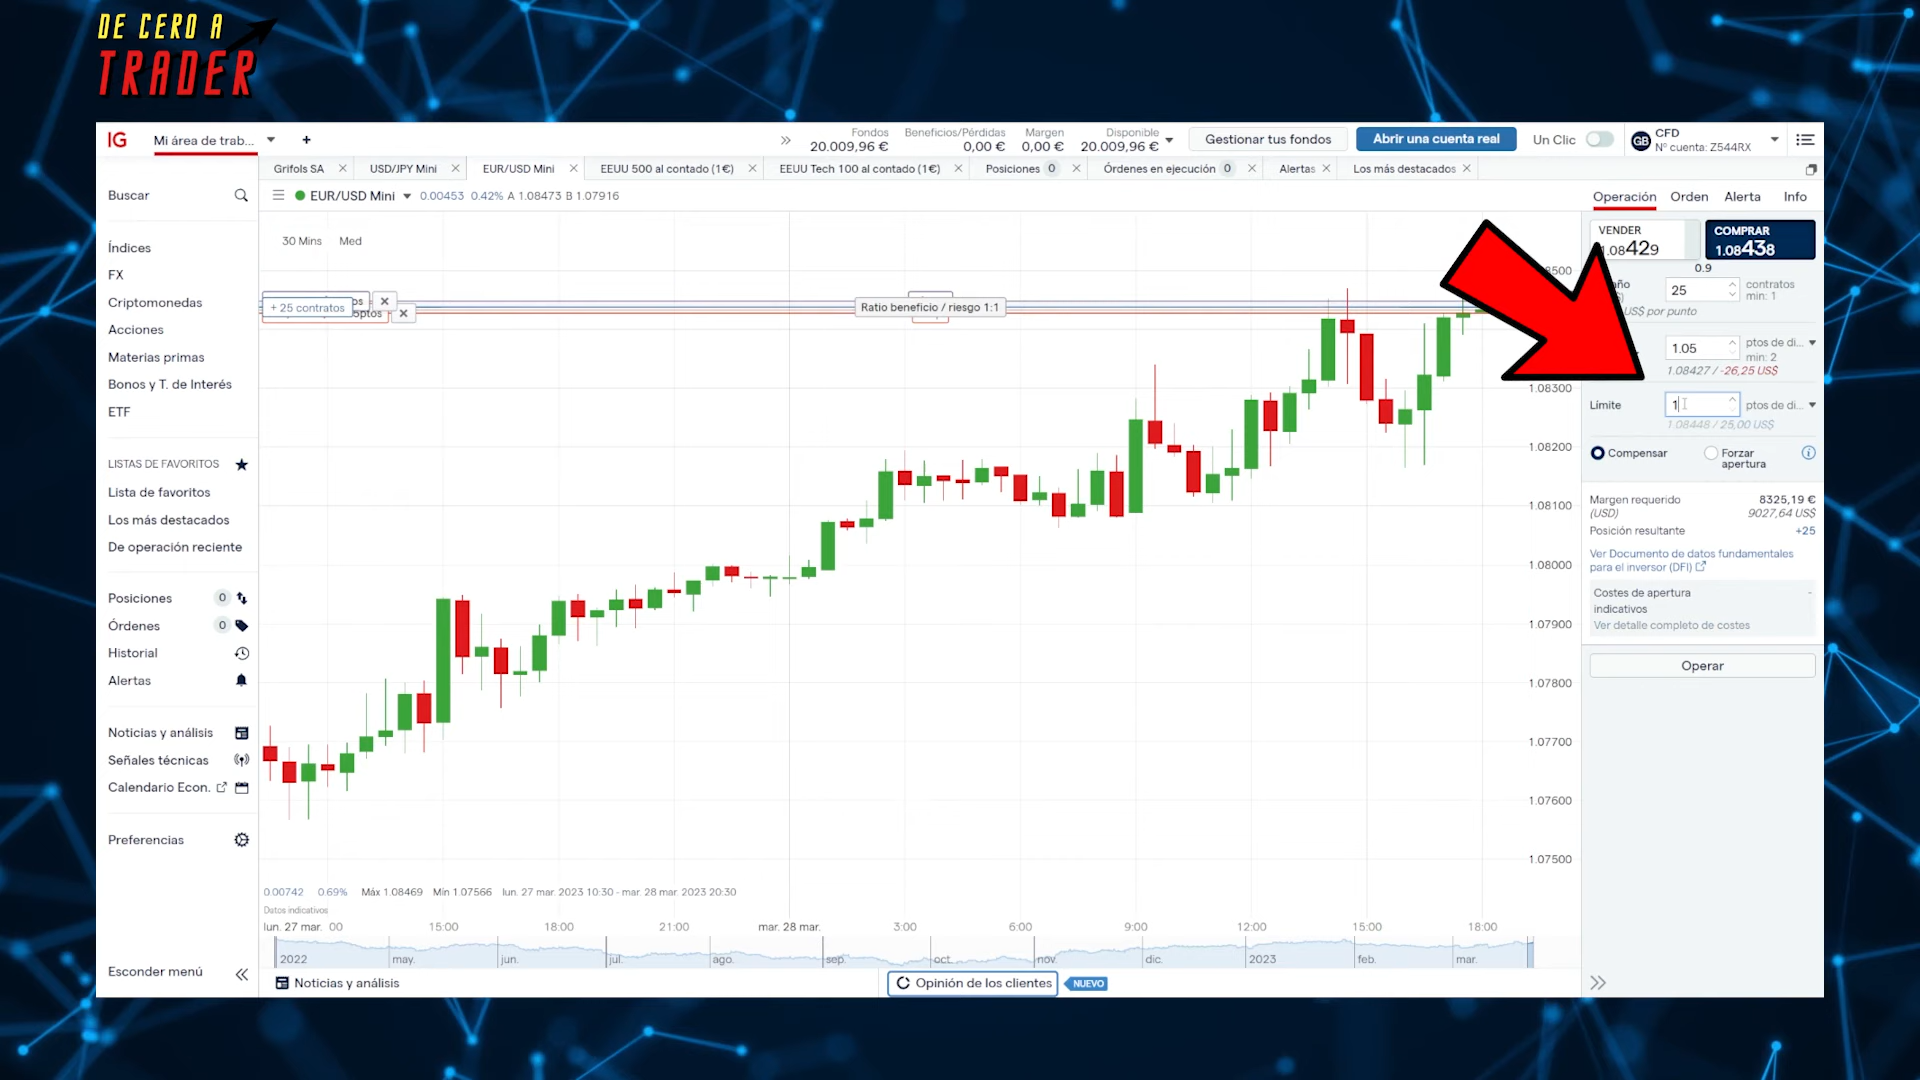 DE CERO A
TRADER
IG
Mi área de trab...
+
Fondos
20.009,96 €
Beneficios/Pérdidas
0,00 €
Margen
0,00 €
Disponible
20.009,96 €
Gestionar tus fondos
Abrir una cuenta real
Un Clic
GB
CFD
Nº cuenta: Z544RX
Grifols SA
USD/JPY Mini
EUR/USD Mini
EEUU 500 al contado (1€)
EEUU Tech 100 al contado (1€)
Posiciones 0
Órdenes en ejecución 0
Alertas
Los más destacados
Buscar
Índices
FX
Criptomonedas
Acciones
Materias primas
Bonos y T. de Interés
ETF
LISTAS DE FAVORITOS
Lista de favoritos
Los más destacados
De operación reciente
Posiciones 0
Órdenes 0
Historial
Alertas
Noticias y análisis
Señales técnicas
Calendario Econ.
Preferencias
Esconder menú
EUR/USD Mini 0.00453 0.42% A 1.08473 B 1.07916
30 Mins Med
+ 25 contratos
Ratio beneficio / riesgo 1:1
1.08300
1.08200
1.08100
1.08000
1.07900
1.07800
1.07700
1.07600
1.07500
0.00742 0.69% Máx 1.08469 Mín 1.07566 lun. 27 mar. 2023 10:30 - mar. 28 mar. 2023 20:30
Datos indicativos
lun. 27 mar. 00 15:00 18:00 21:00 mar. 28 mar. 3:00 6:00 9:00 12:00 15:00 18:00
2022 may. jun. jul. ago. sep. oct. nov. dic. 2023 feb. mar.
Noticias y análisis
Opinión de los clientes
NUEVO
Operación Orden Alerta Info
VENDER
COMPRAR
1.08438
0.9
25
contratos
min: 1
US$ por punto
1.05
ptos de di...
min: 2
1.08427 / -26,25 US$
Límite
1
ptos de di...
1.08448 / 25,00 US$
Compensar
Forzar
apertura
Margen requerido 8325,19 €
(USD) 9027,64 US$
Posición resultante +25
Ver Documento de datos fundamentales
para el inversor (DFI)
Costes de apertura -
indicativos
Ver detalle completo de costes
Operar